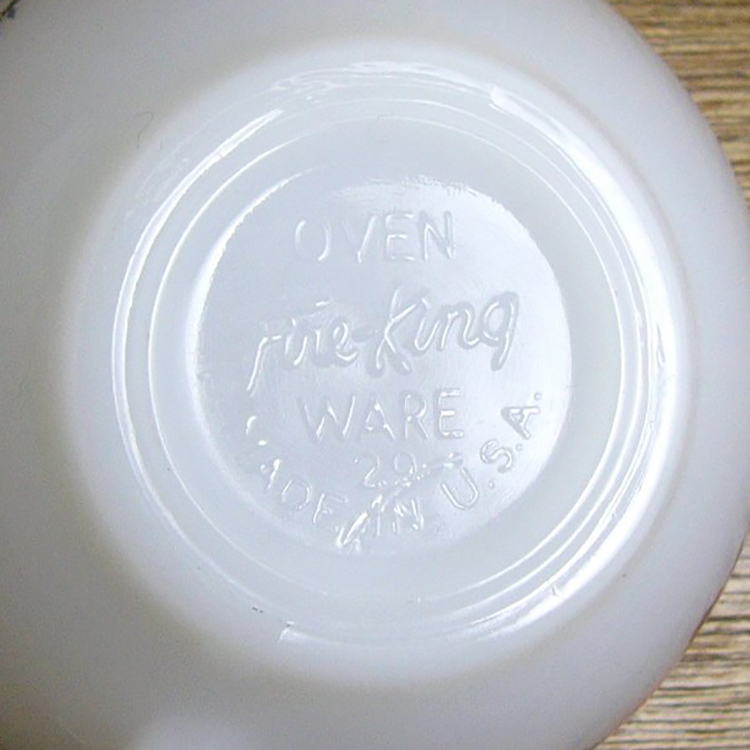 OVEN
Fire-King
WARE
29
MADE IN U.S.A.